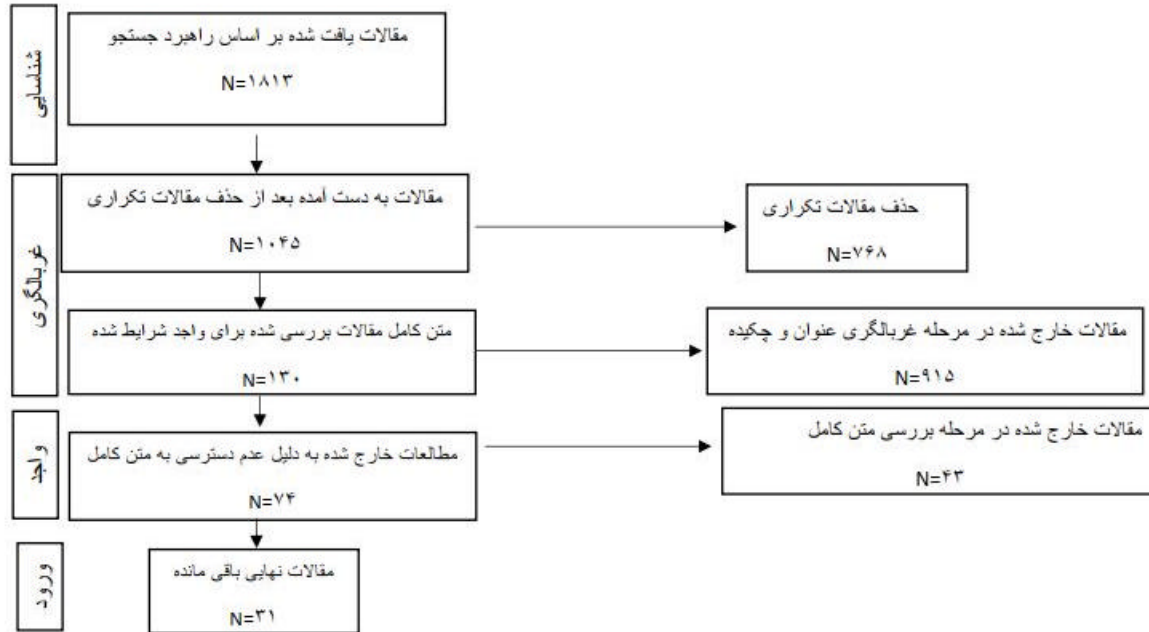 شناسایی
مقالات یافت شده بر اساس راهبرد جستجو
N=۱۸۱۳
غربالگری
مقالات به دست آمده بعد از حذف مقالات تکراری
N=۱۰۴۵
حذف مقالات تکراری
N=۷۶۸
متن کامل مقالات بررسی شده برای واجد شرایط شده
N=۱۳۰
مقالات خارج شده در مرحله غربالگری عنوان و چکیده
N=۹۱۵
واجد
مطالعات خارج شده به دلیل عدم دسترسی به متن کامل
N=۷۴
مقالات خارج شده در مرحله بررسی متن کامل
N=۴۳
ورود
مقالات نهایی باقی مانده
N=۳۱